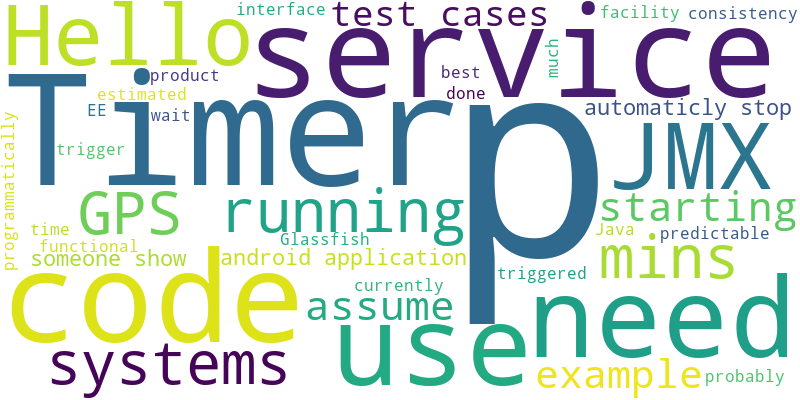 interface
test cases
facility
consistency
Hello
service
much
product
best
estimated
done
EE
wait
automaticly stop
Timer
p
JMX
programmatically
trigger
GPS
running
starting
time
Glassfish
Java
predictable
functional
someone show
android application
mins
triggered
code
currently
assume
use
need
systems
example
probably